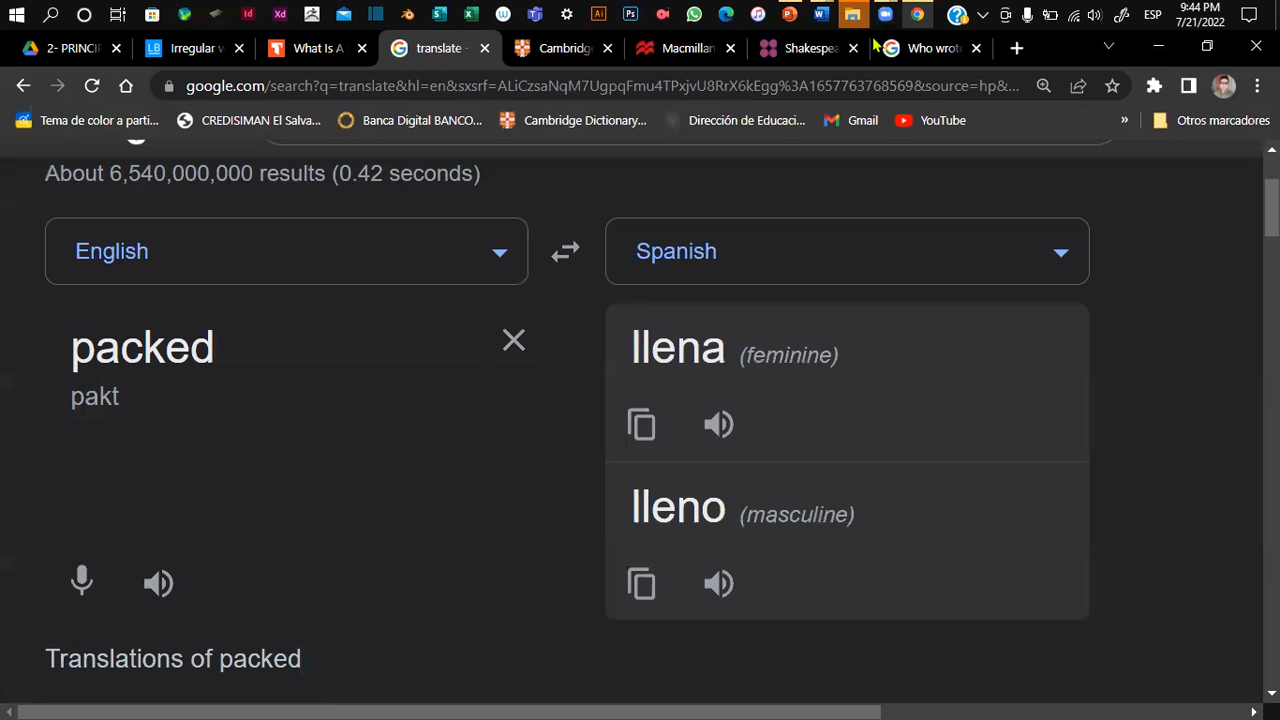 ESP
9:44 PM
7/21/2022
2- PRINCIP
Irregular v
What Is A
translate -
Cambridg
Macmillan
Shakespea
Who wrot
google.com/search?q=translate&hl=en&sxsrf=ALiCzsaNqM7UgpqFmu4TPxjvU8RrX6kEgg%3A1657763768569&source=hp&...
Tema de color a parti...
CREDISIMAN El Salva...
Banca Digital BANCO...
Cambridge Dictionary...
Dirección de Educaci...
Gmail
YouTube
»
Otros marcadores
About 6,540,000,000 results (0.42 seconds)
English
Spanish
packed
pakt
llena (feminine)
lleno (masculine)
Translations of packed